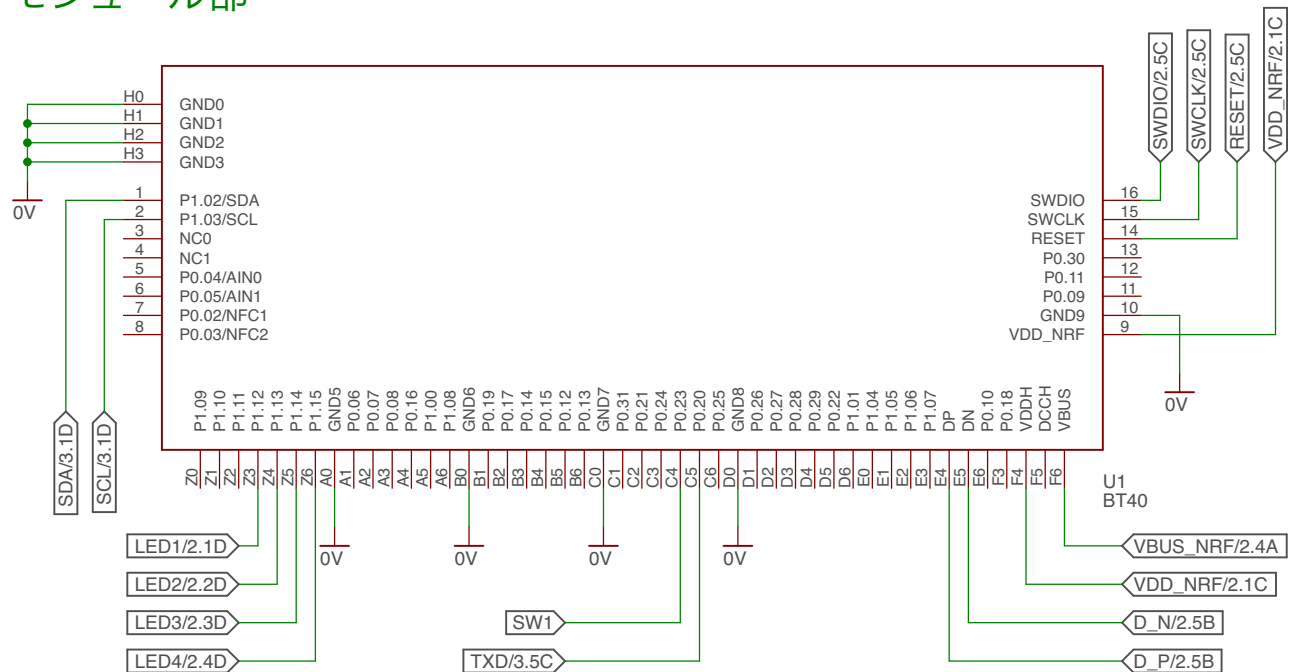 モジュール部
SWDIO/2.5C
SWCLK/2.5C
RESET/2.5C
VDD_NRF/2.1C
H0 GND0
H1 GND1
H2 GND2
H3 GND3
0V
1 P1.02/SDA
2 P1.03/SCL
3 NC0
4 NC1
5 P0.04/AIN0
6 P0.05/AIN1
7 P0.02/NFC1
8 P0.03/NFC2
SWDIO 16
SWCLK 15
RESET 14
P0.30 13
P0.11 12
P0.09 11
GND9 10
VDD_NRF 9
0V
SDA/3.1D
SCL/3.1D
P1.09 Z0
P1.10 Z1
P1.11 Z2
P1.12 Z3
P1.13 Z4
P1.14 Z5
P1.15 Z6
GND5 A0
P0.06 A1
P0.07 A2
P0.08 A3
P0.16 A4
P1.00 A5
P1.08 A6
GND6 B0
P0.19 B1
P0.17 B2
P0.14 B3
P0.15 B4
P0.12 B5
P0.13 B6
GND7 C0
P0.31 C1
P0.21 C2
P0.24 C3
P0.23 C4
P0.20 C5
P0.25 C6
GND8 D0
P0.26 D1
P0.27 D2
P0.28 D3
P0.29 D4
P0.22 D5
P1.01 D6
P1.04 E0
P1.05 E1
P1.06 E2
P1.07 E3
DP E4
DN E5
P0.10 E6
P0.18 F3
VDDH F4
DCCH F5
VBUS F6
U1
BT40
LED1/2.1D
LED2/2.2D
LED3/2.3D
LED4/2.4D
0V
0V
0V
0V
SW1
TXD/3.5C
VBUS_NRF/2.4A
VDD_NRF/2.1C
D_N/2.5B
D_P/2.5B